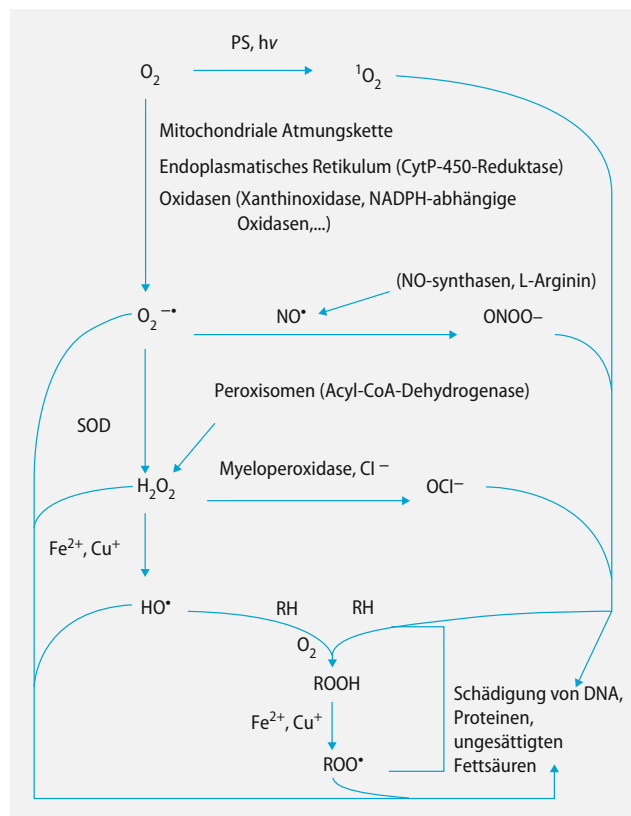 PS, hν
O₂ ¹O₂
Mitochondriale Atmungskette
Endoplasmatisches Retikulum (CytP-450-Reduktase)
Oxidasen (Xanthinoxidase, NADPH-abhängige
Oxidasen,...)
(NO-synthasen, L-Arginin)
O₂⁻• NO• ONOO–
Peroxisomen (Acyl-CoA-Dehydrogenase)
SOD
Myeloperoxidase, Cl⁻
H₂O₂ OCl⁻
Fe²⁺, Cu⁺
HO• RH RH
O₂
ROOH
Schädigung von DNA,
Proteinen,
ungesättigten
Fettsäuren
Fe²⁺, Cu⁺
ROO•